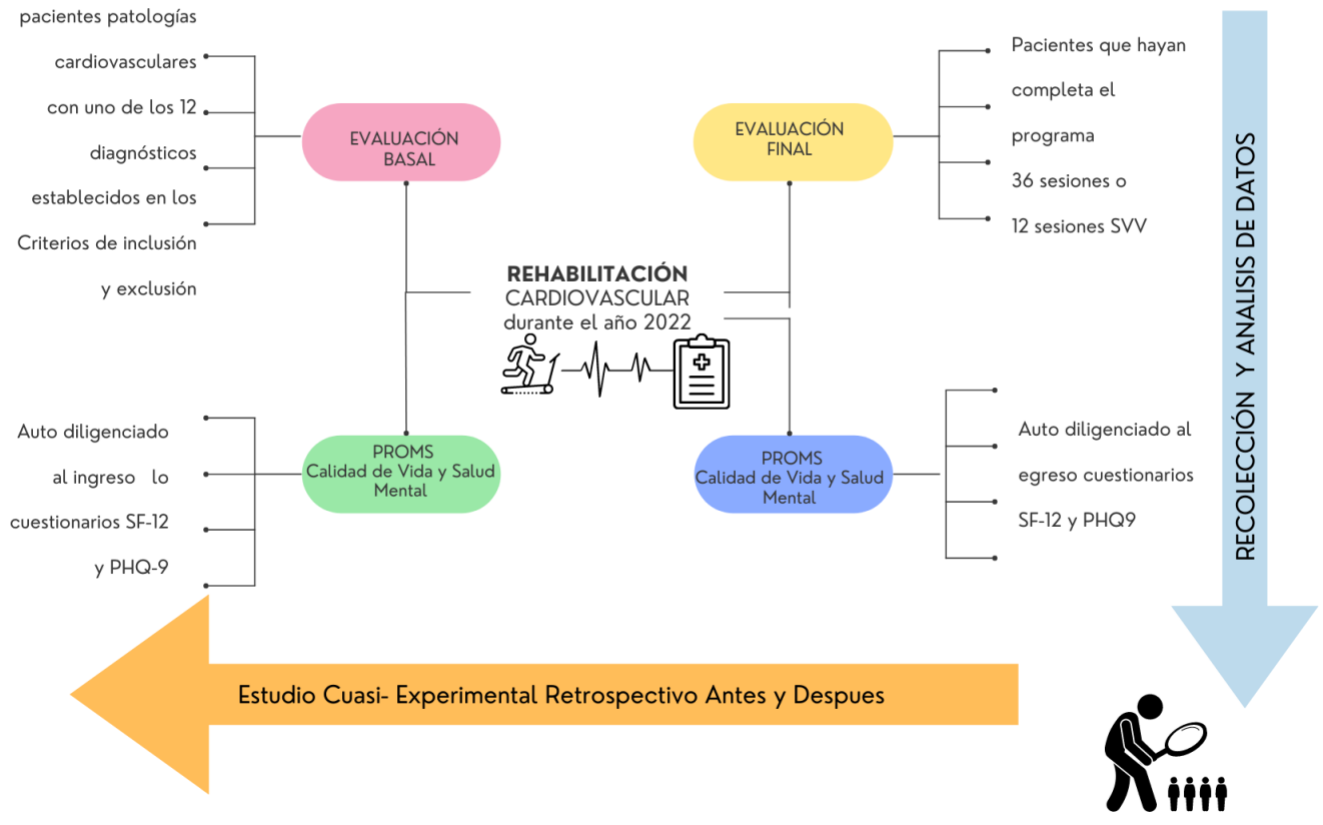 pacientes patologías
cardiovasculares
con uno de los 12
diagnósticos
establecidos en los
Criterios de inclusión
y exclusión
EVALUACIÓN
BASAL
EVALUACIÓN
FINAL
Pacientes que hayan
completa el
programa
36 sesiones o
12 sesiones SVV
REHABILITACIÓN
CARDIOVASCULAR
durante el año 2022
Auto diligenciado
al ingreso lo
cuestionarios SF-12
y PHQ-9
PROMS
Calidad de Vida y Salud
Mental
PROMS
Calidad de Vida y Salud
Mental
Auto diligenciado al
egreso cuestionarios
SF-12 y PHQ9
RECOLECCIÓN Y ANALISIS DE DATOS
Estudio Cuasi- Experimental Retrospectivo Antes y Despues